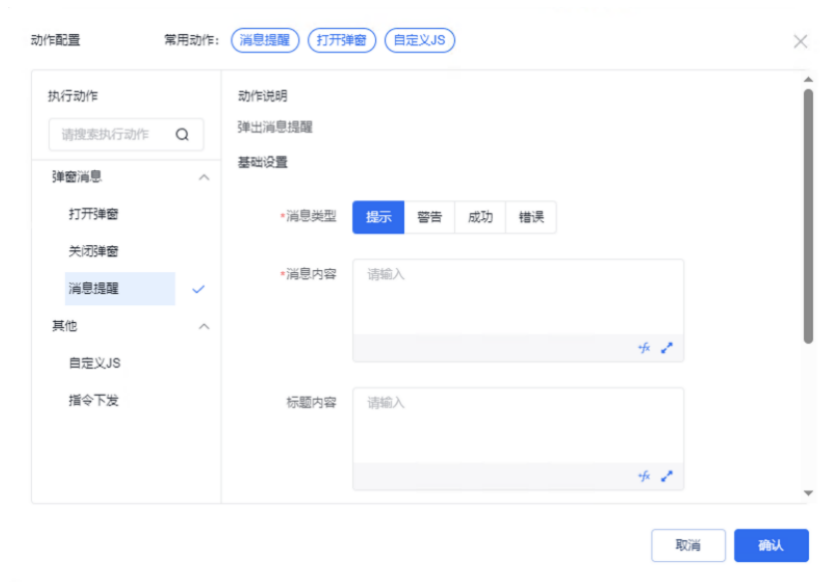 动作配置 常用动作： 消息提醒 打开弹窗 自定义JS
执行动作
请搜索执行动作
弹窗消息
打开弹窗
关闭弹窗
消息提醒
其他
自定义JS
指令下发
动作说明
弹出消息提醒
基础设置
*消息类型 提示 警告 成功 错误
*消息内容 请输入
fx
标题内容 请输入
fx
取消 确认